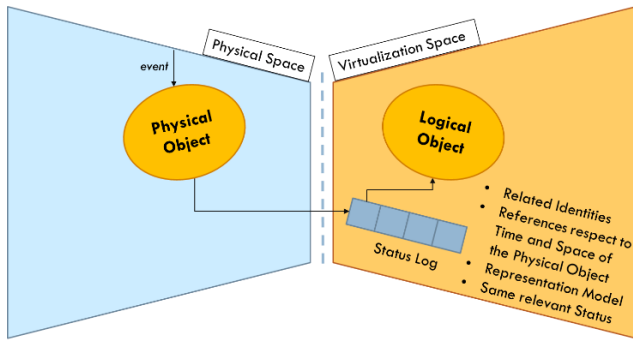 Physical Space
Virtualization Space
event
Physical
Object
Logical
Object
Status Log
• Related Identities
• References respect to
Time and Space of
the Physical Object
• Representation Model
• Same relevant Status